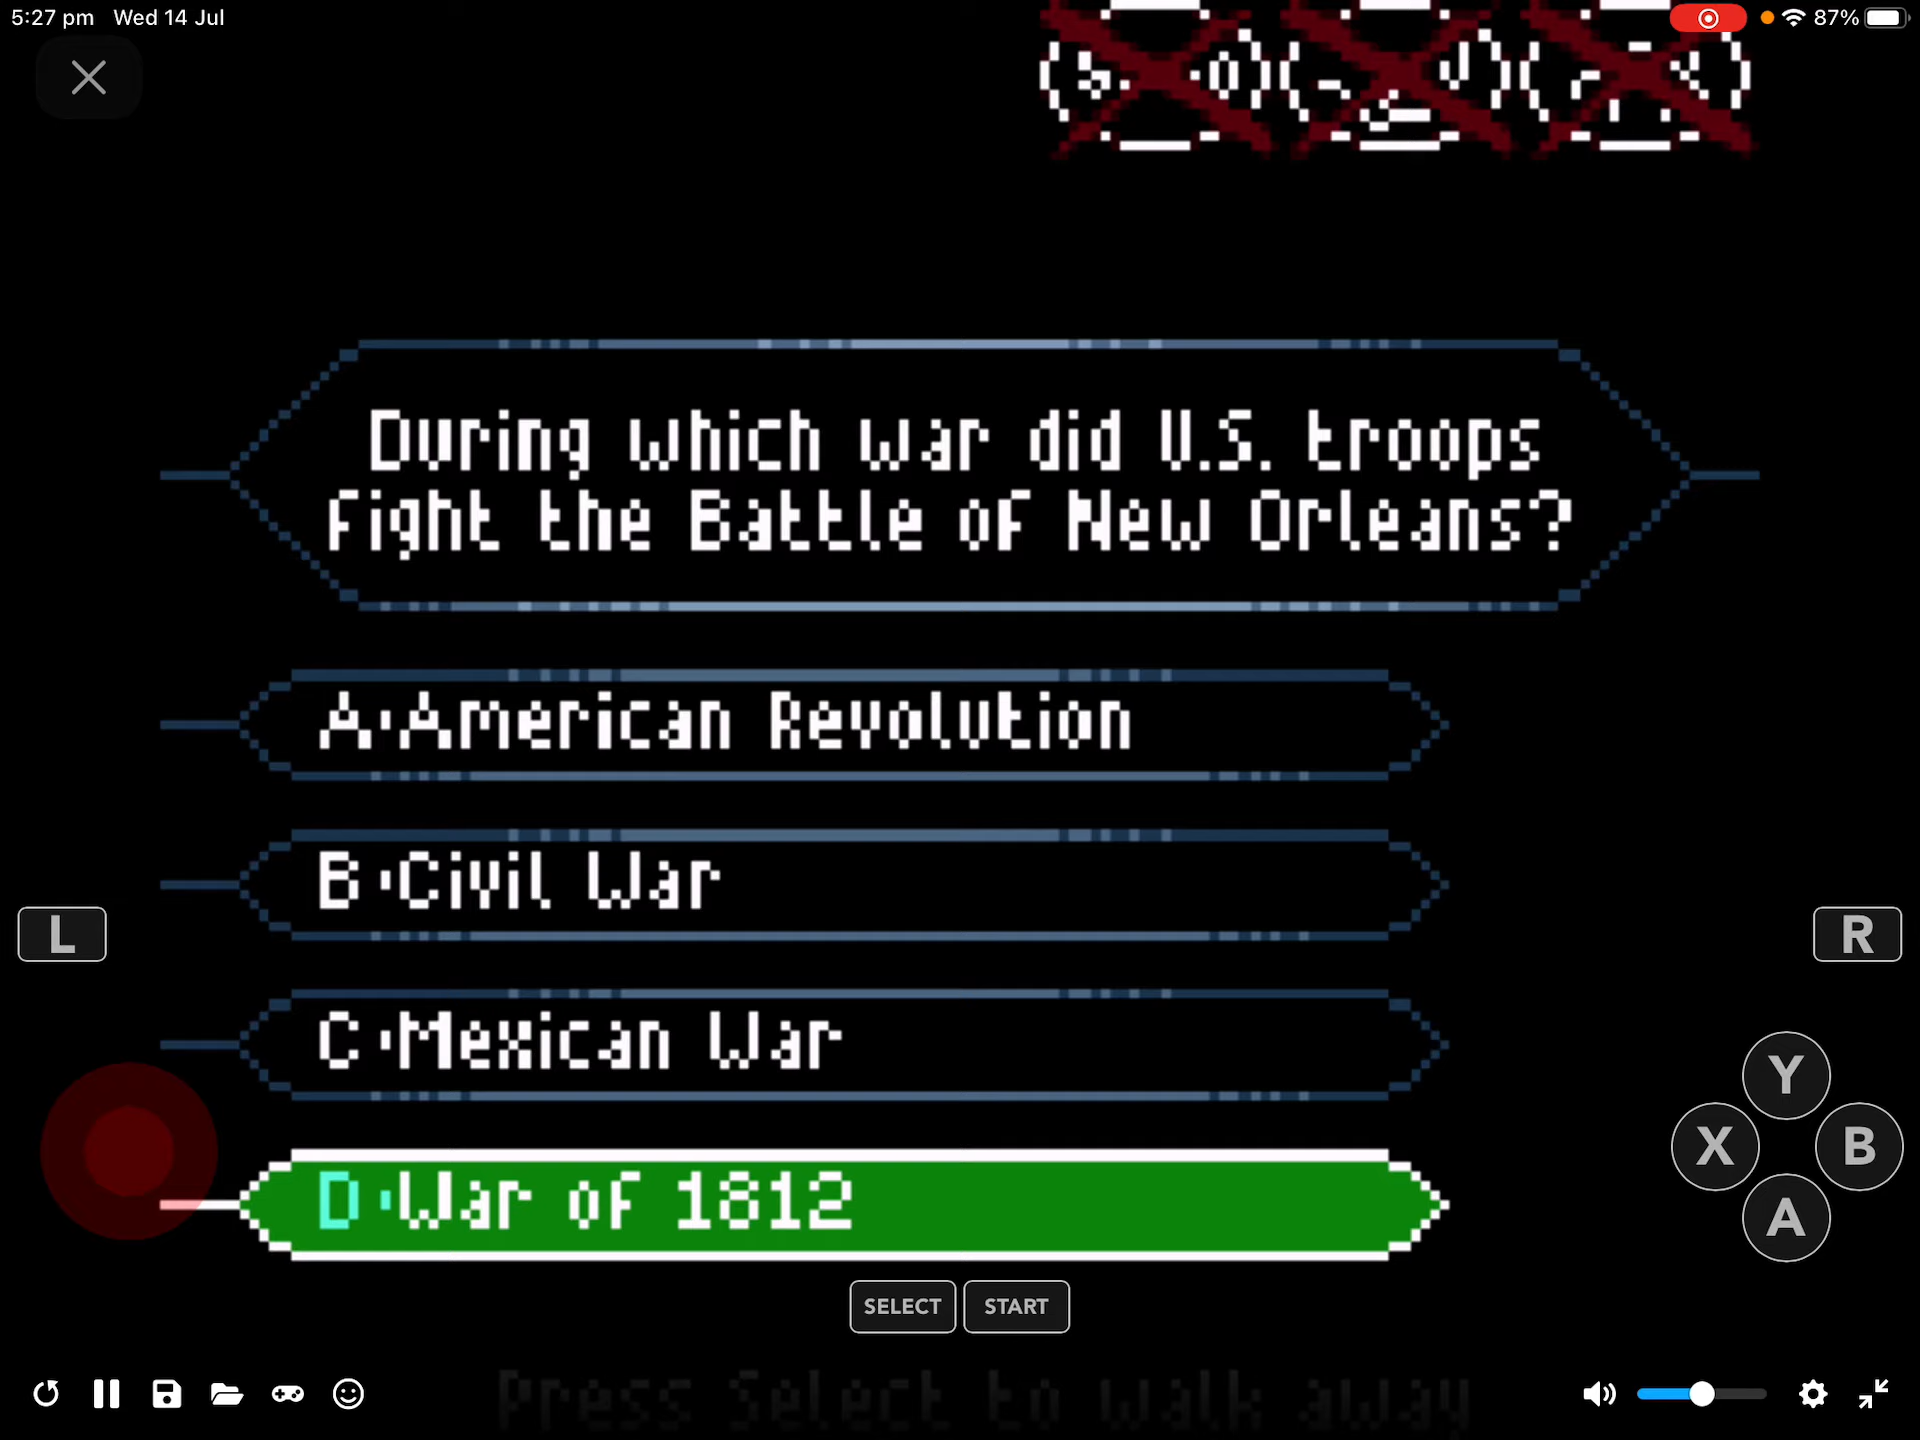 5:27 pm Wed 14 Jul
87%
During which war did U.S. troops
fight the Battle of New Orleans?
A·American Revolution
B·Civil War
C·Mexican War
D·War of 1812
L
R
Y
X
B
A
SELECT START
Press Select to walk away